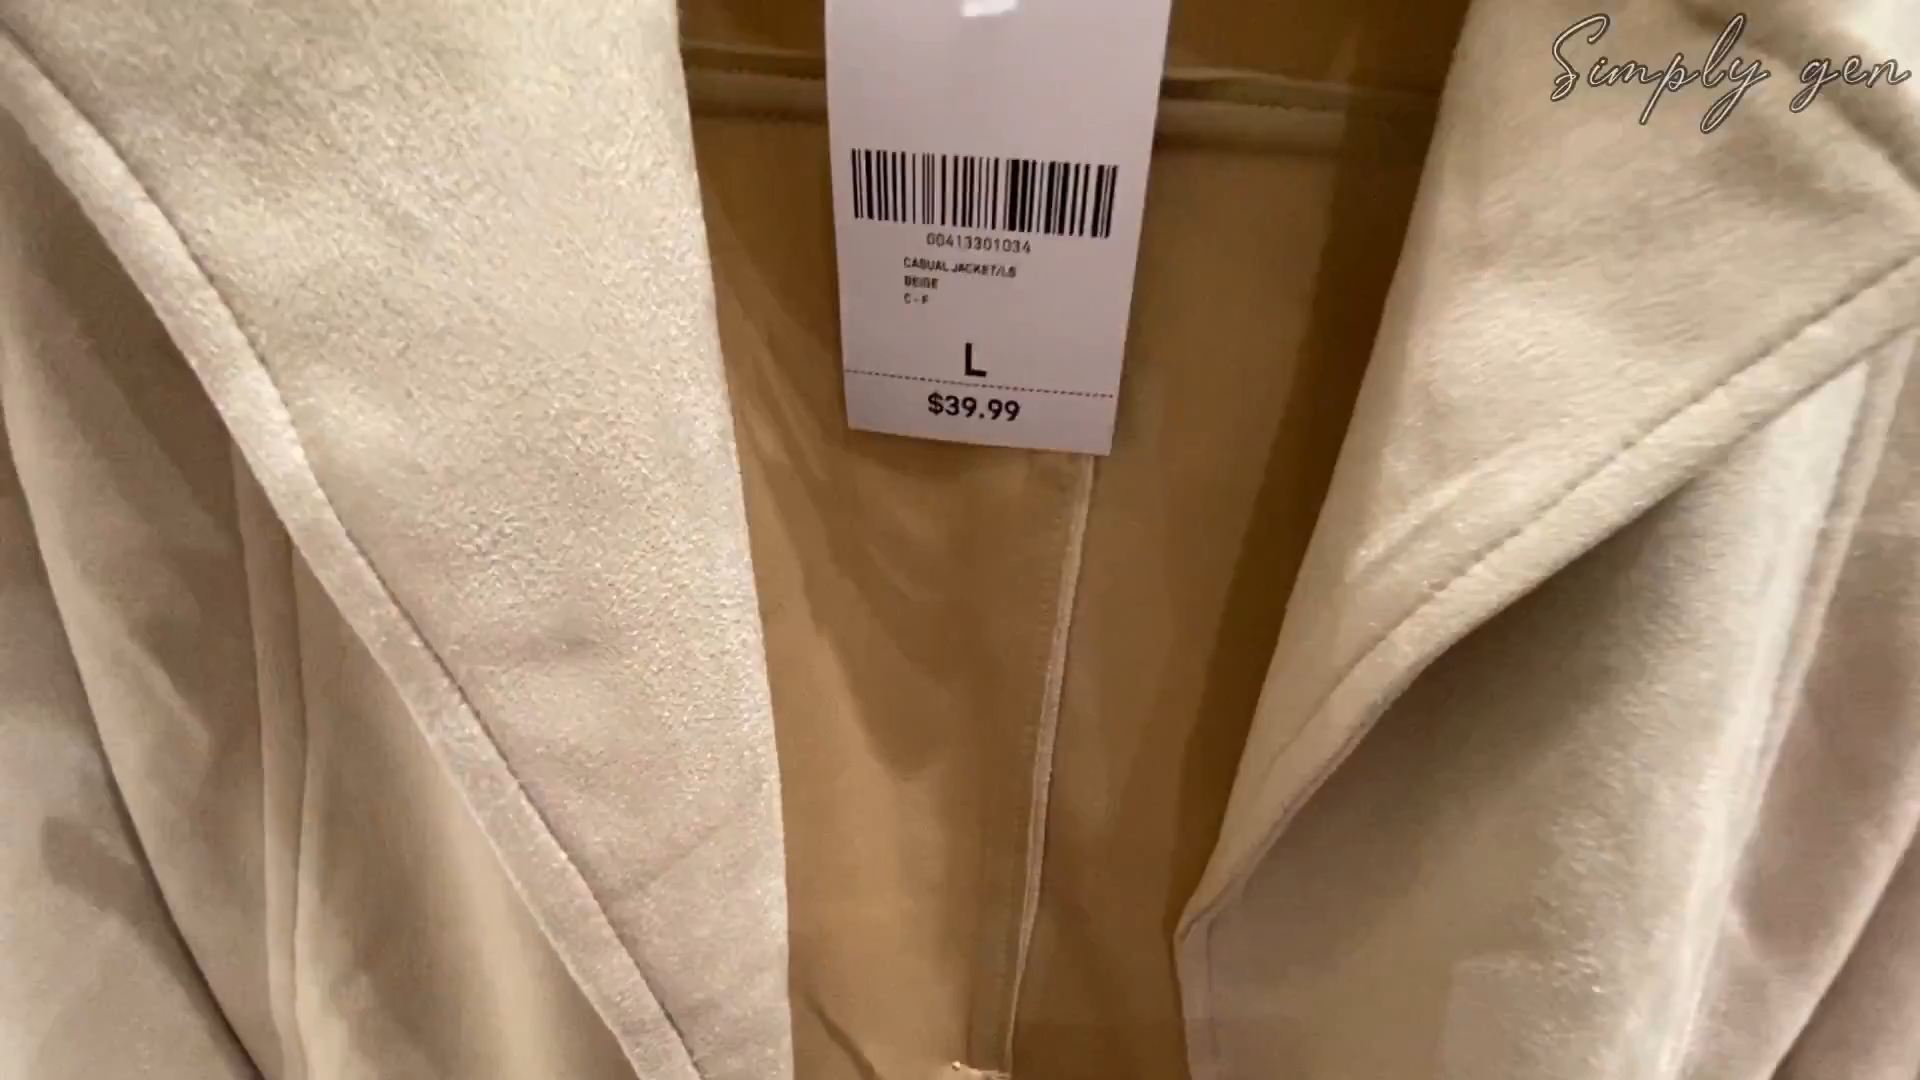 Simply gen
00413301034
CASUAL JACKET/LS
BEIGE
C - F
L
$39.99